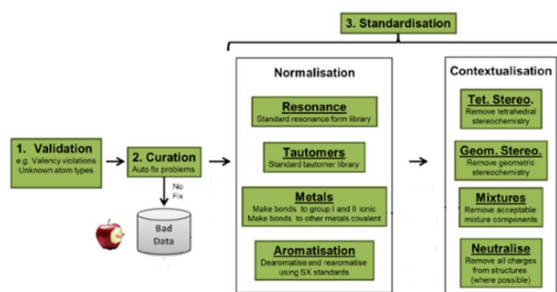 3. Standardisation
Normalisation
Resonance
Standard resonance form library
Tautomers
Standard tautomer library
Metals
Make bonds to group I and II ionic
Make bonds to other metals covalent
Aromatisation
Dearomatise and rearomatise
using SX standards
Contextualisation
Tet. Stereo.
Remove tetrahedral
stereochemistry
Geom. Stereo.
Remove geometric
stereochemistry
Mixtures
Remove acceptable
mixture components
Neutralise
Remove all charges
from structures
(where possible)
1. Validation
e.g. Valency violations
Unknown atom types
2. Curation
Auto fix problems
No
Fix
Bad
Data